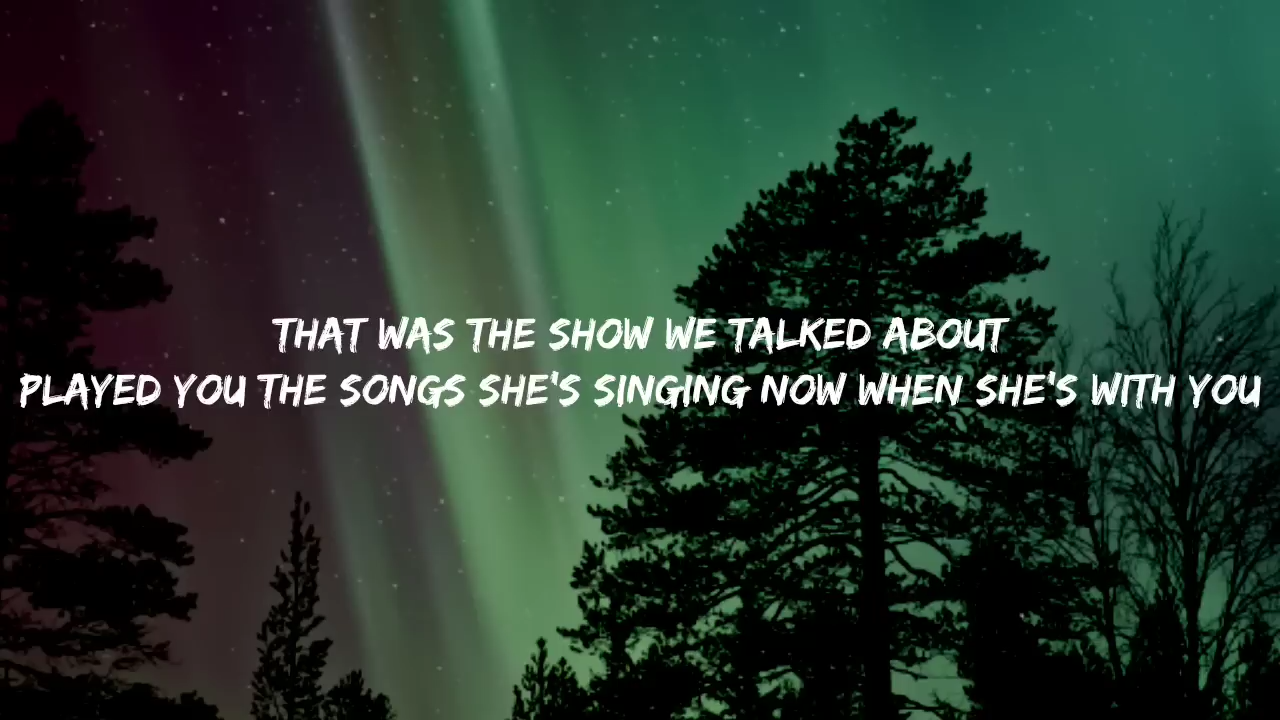 THAT WAS THE SHOW WE TALKED ABOUT
PLAYED YOU THE SONGS SHE'S SINGING NOW WHEN SHE'S WITH YOU